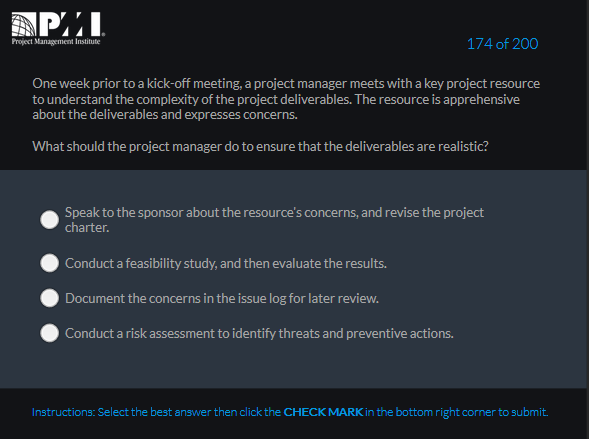 PMI
Project Management Institute
174 of 200
One week prior to a kick-off meeting, a project manager meets with a key project resource
to understand the complexity of the project deliverables. The resource is apprehensive
about the deliverables and expresses concerns.
What should the project manager do to ensure that the deliverables are realistic?
Speak to the sponsor about the resource's concerns, and revise the project
charter.
Conduct a feasibility study, and then evaluate the results.
Document the concerns in the issue log for later review.
Conduct a risk assessment to identify threats and preventive actions.
Instructions: Select the best answer then click the CHECK MARK in the bottom right corner to submit.